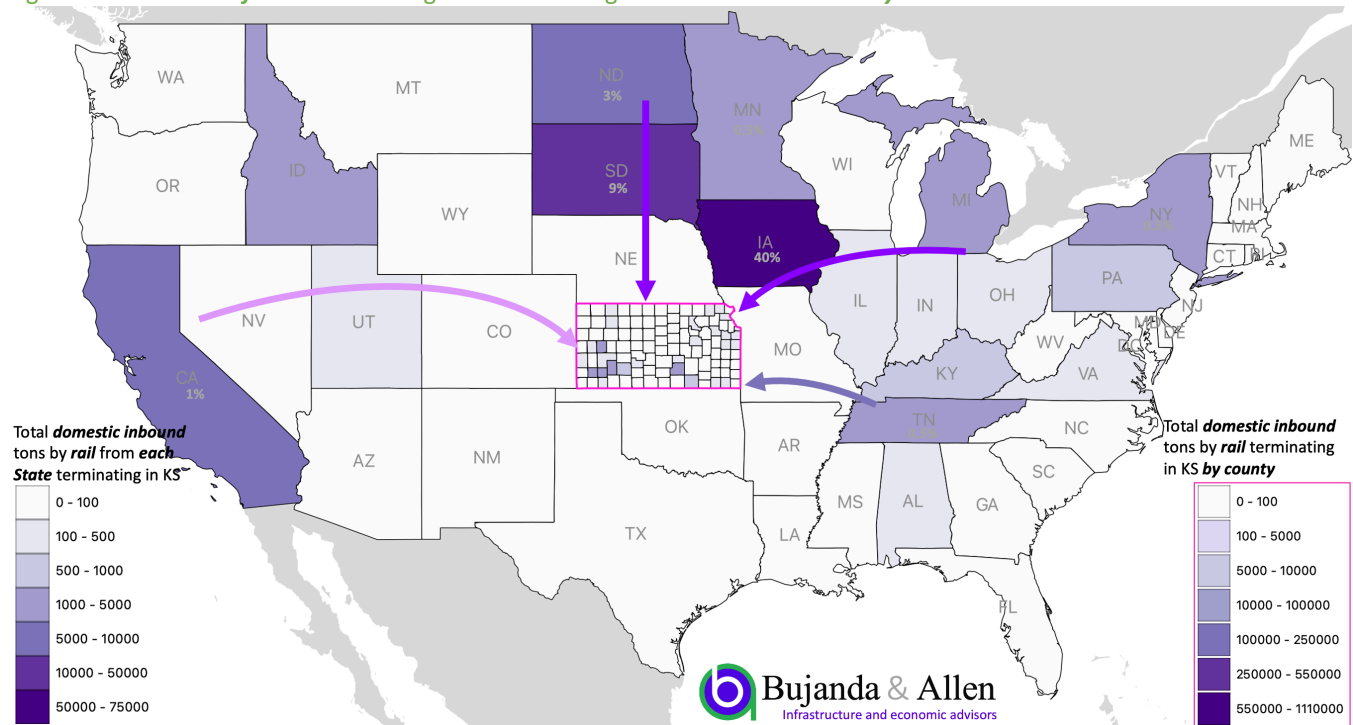 WA
MT
ND
3%
MN
ME
OR
ID
SD
9%
WI
MI
VT
NH
NY
MA
WY
IA
40%
CT
RI
NE
PA
NV
UT
CO
IL
IN
OH
NJ
MD
DE
DC
WV
MO
VA
KY
CA
1%
TN
NC
OK
AR
AZ
NM
SC
MS
AL
GA
TX
LA
FL
Total domestic inbound
tons by rail from each
State terminating in KS
0 - 100
100 - 500
500 - 1000
1000 - 5000
5000 - 10000
10000 - 50000
50000 - 75000
Total domestic inbound
tons by rail terminating
in KS by county
0 - 100
100 - 5000
5000 - 10000
10000 - 100000
100000 - 250000
250000 - 550000
550000 - 1110000
Bujanda & Allen
Infrastructure and economic advisors